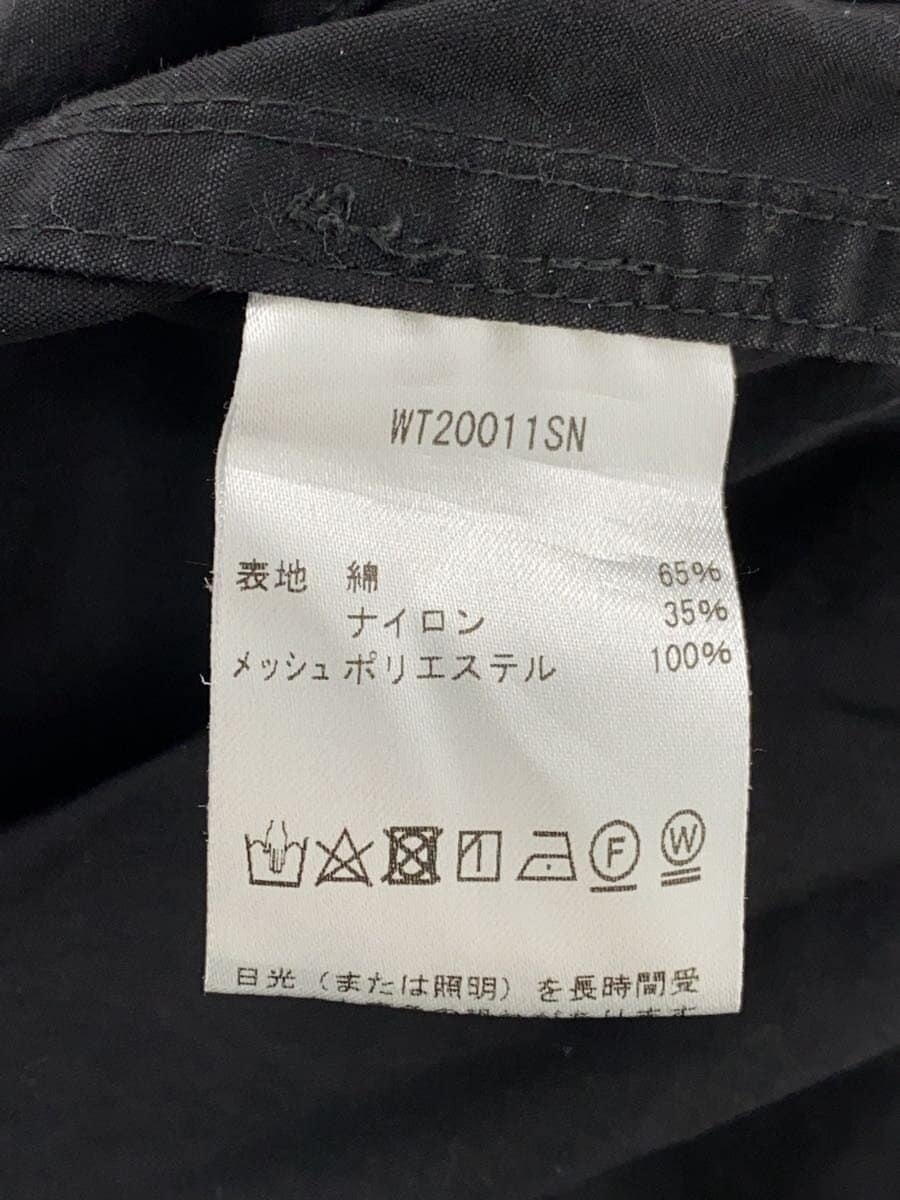 WT20011SN
表地 綿 65%
ナイロン 35%
メッシュ ポリエステル 100%
F W
日光（または照明）を長時間受